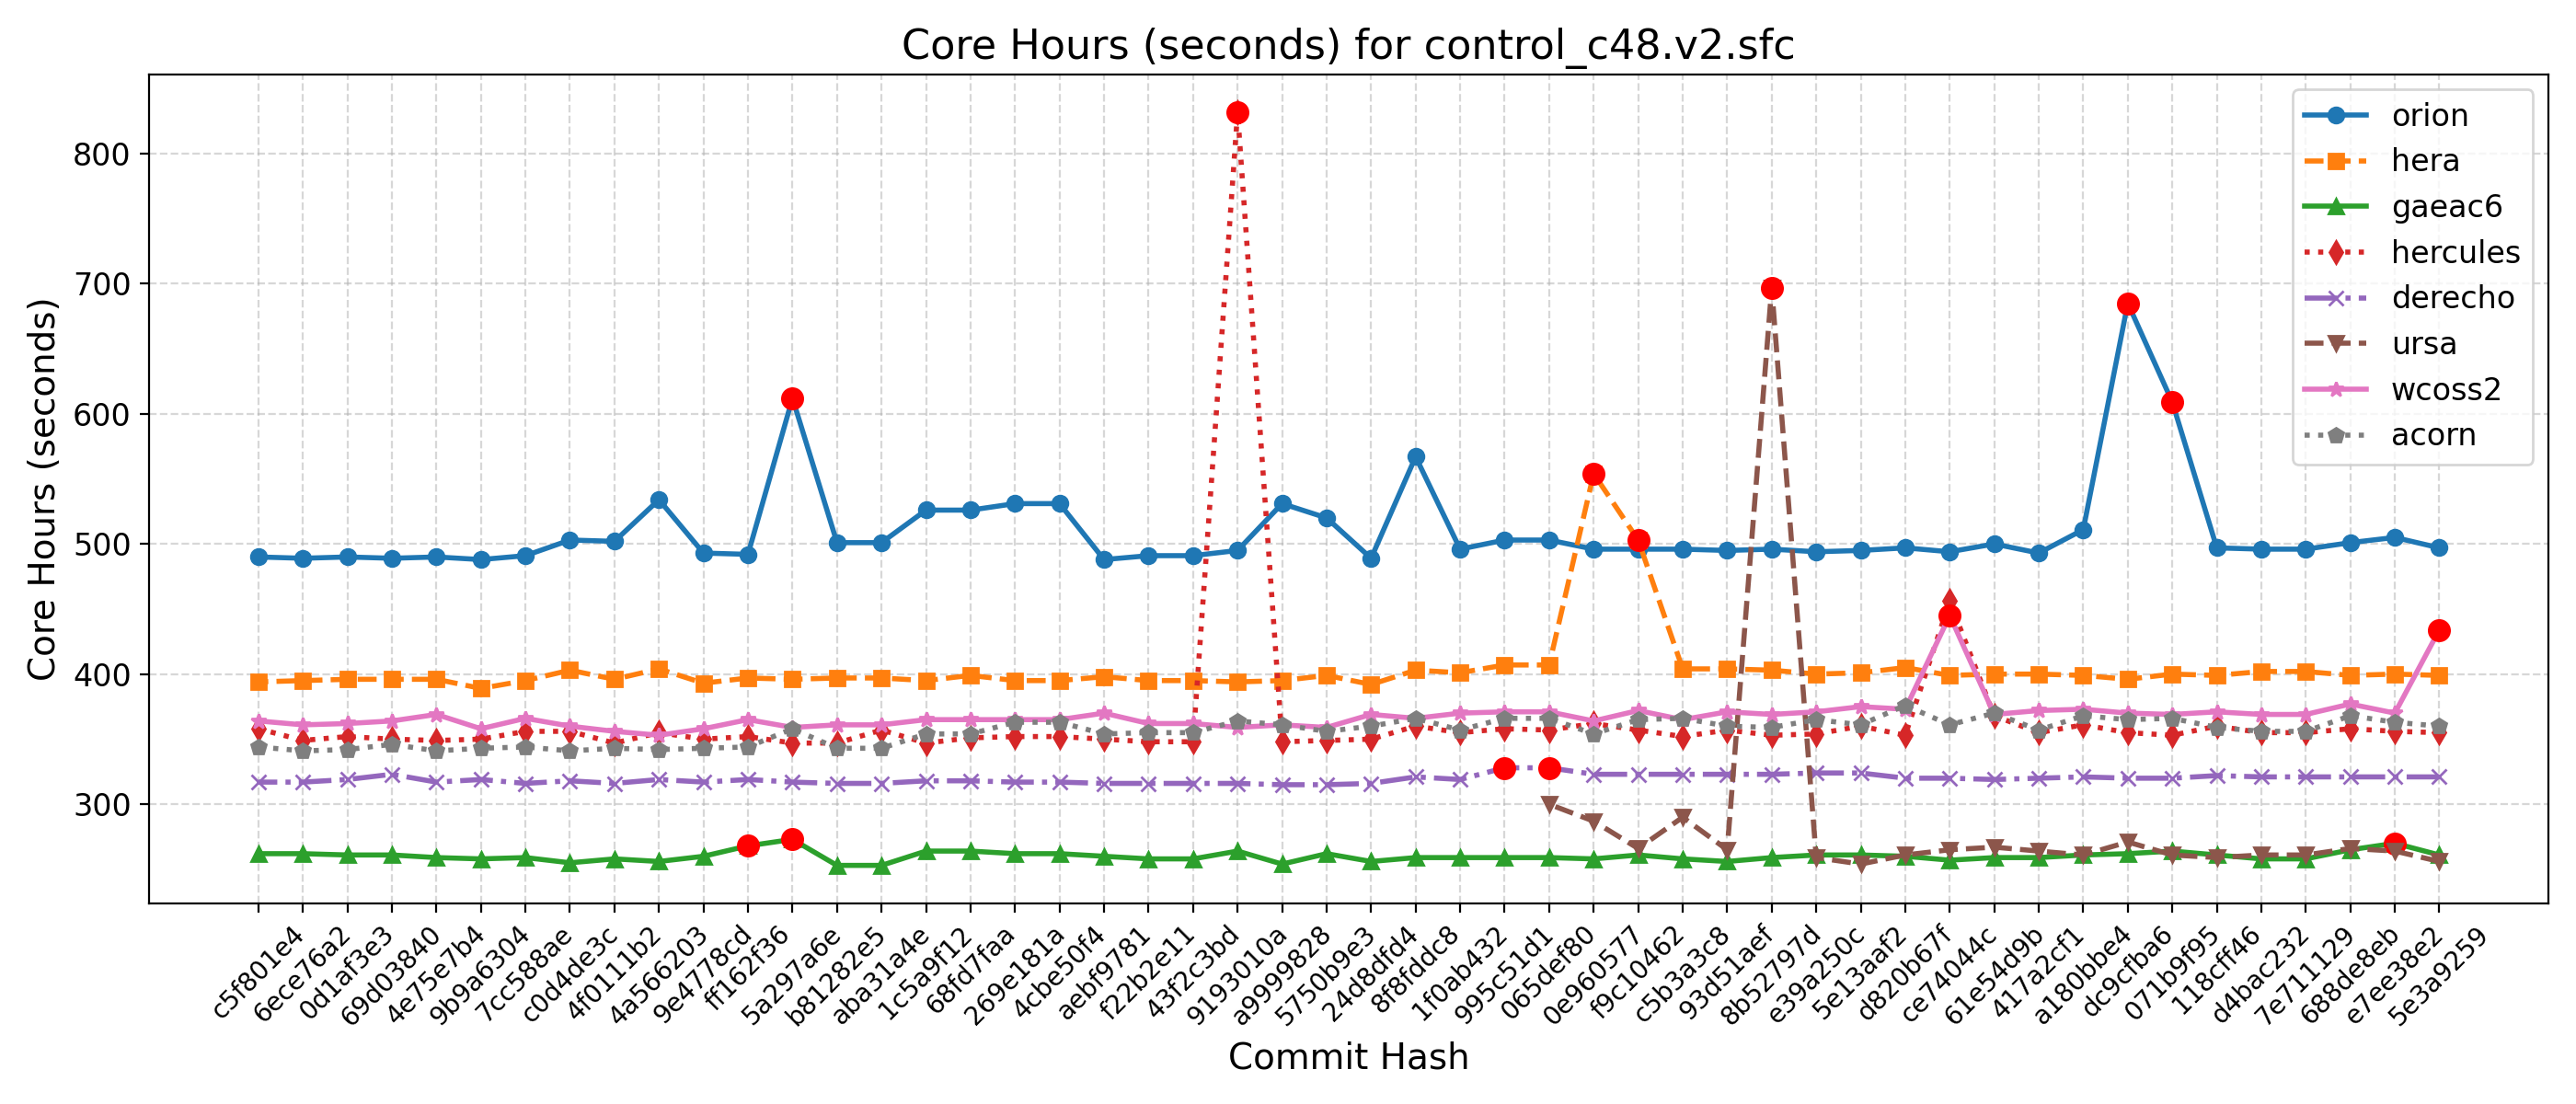 Core Hours (seconds) for control_c48.v2.sfc
Core Hours (seconds)
800
700
600
500
400
300
orion
hera
gaeac6
hercules
derecho
ursa
wcoss2
acorn
c5f801e4
6ece76a2
0d1af3e3
69d03840
4e75e7b4
9b9a6304
7cc588ae
c0d4de3c
4f0111b2
4a566203
9e4778cd
ff162f36
5a297a6e
b81282e5
aba31a4e
1c5a9f12
68fd7faa
269e181a
4cbe50f4
aebf9781
f22b2e11
43f2c3bd
9193010a
a9999828
5750b9e3
24d8dfd4
8f8fddc8
1f0ab432
995c51d1
065def80
0e960577
f9c10462
c5b3a3c8
93d51aef
8b52797d
e39a250c
5e13aaf2
d820b67f
ce74044c
61e54d9b
417a2cf1
a180bbe4
dc9cfba6
071b9f95
118cff46
d4bac232
7e711129
688de8eb
e7ee38e2
5e3a9259
Commit Hash